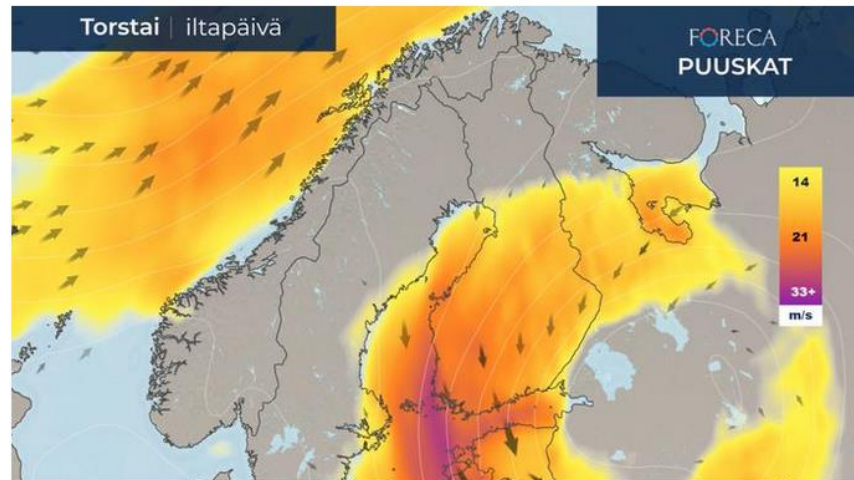 Torstai | iltapäivä
FORECA
PUUSKAT
14
21
33+
m/s